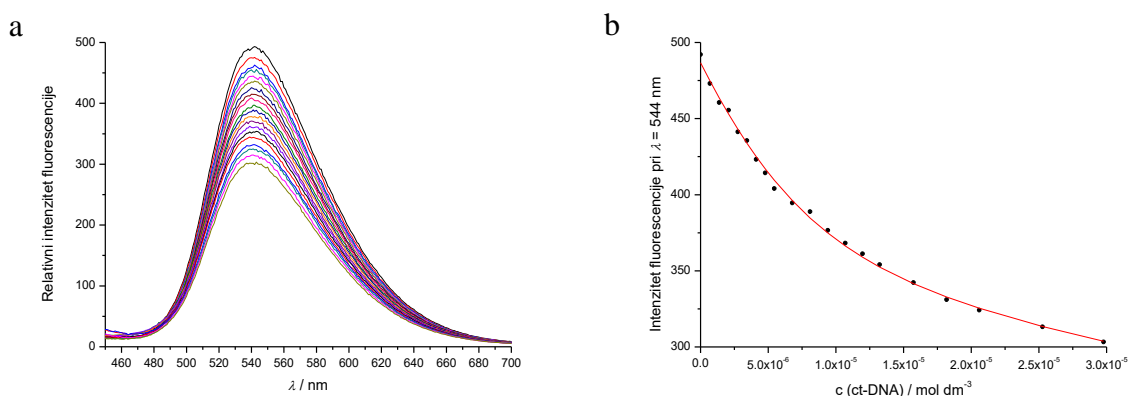 a
Relativni intenzitet fluorescencije
500
400
300
200
100
0
460 480 500 520 540 560 580 600 620 640 660 680 700
λ / nm
b
Intenzitet fluorescencije pri λ = 544 nm
500
450
400
350
300
0.0 5.0x10⁻⁶ 1.0x10⁻⁵ 1.5x10⁻⁵ 2.0x10⁻⁵ 2.5x10⁻⁵ 3.0x10⁻⁵
c (ct-DNA) / mol dm⁻³